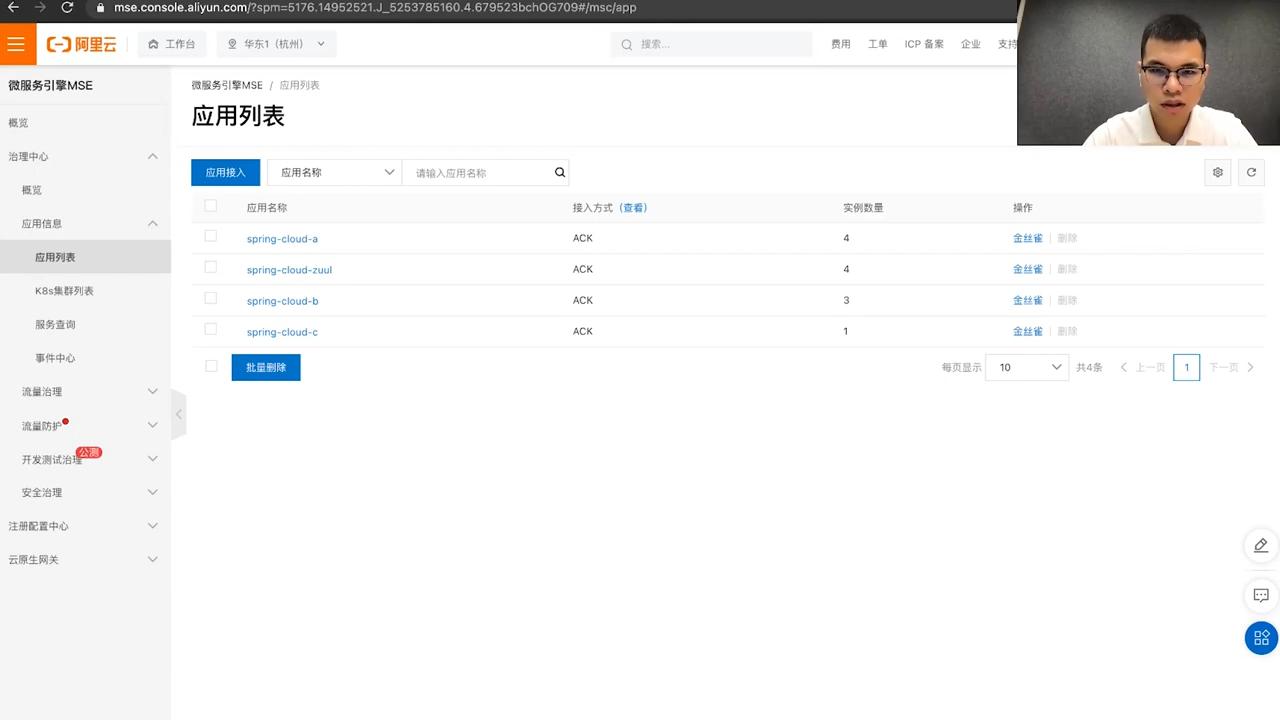 mse.console.aliyun.com/?spm=5176.14952521.J_5253785160.4.679523bchOG709#/msc/app
阿里云 工作台 华东1（杭州） 搜索... 费用 工单 ICP 备案 企业 支持
微服务引擎MSE
概览
治理中心
概览
应用信息
应用列表
K8s集群列表
服务查询
事件中心
流量治理
流量防护
开发测试治理 公测
安全治理
注册配置中心
云原生网关
微服务引擎MSE / 应用列表
应用列表
应用接入 应用名称 请输入应用名称
应用名称 接入方式（查看） 实例数量 操作
spring-cloud-a ACK 4 金丝雀 | 删除
spring-cloud-zuul ACK 4 金丝雀 | 删除
spring-cloud-b ACK 3 金丝雀 | 删除
spring-cloud-c ACK 1 金丝雀 | 删除
批量删除 每页显示 10 共4条 上一页 1 下一页